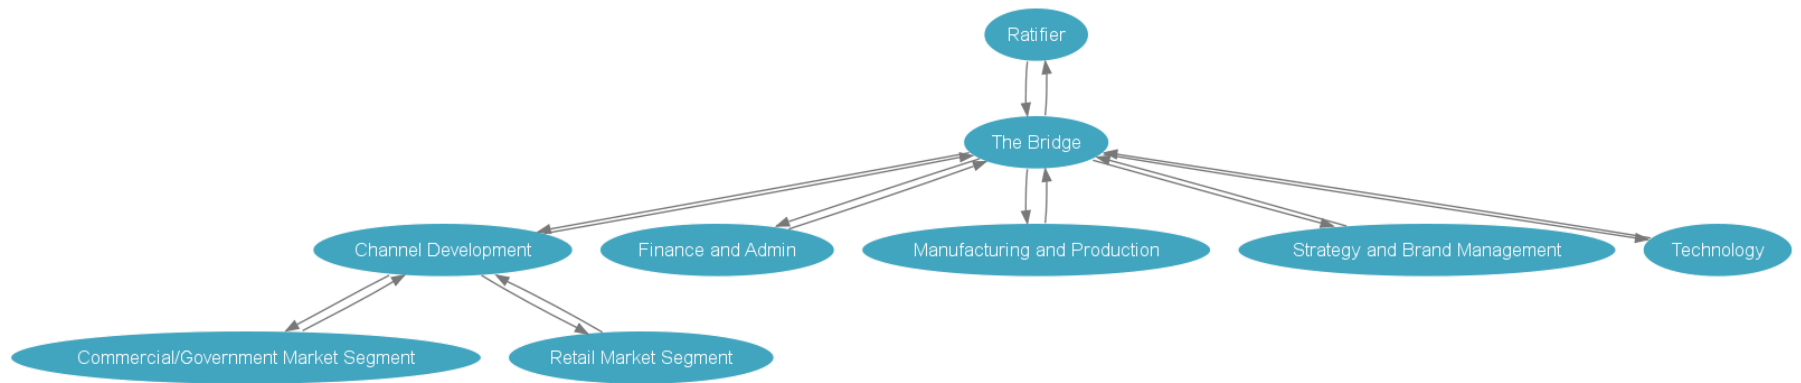 Ratifier
The Bridge
Channel Development
Finance and Admin
Manufacturing and Production
Strategy and Brand Management
Technology
Commercial/Government Market Segment
Retail Market Segment